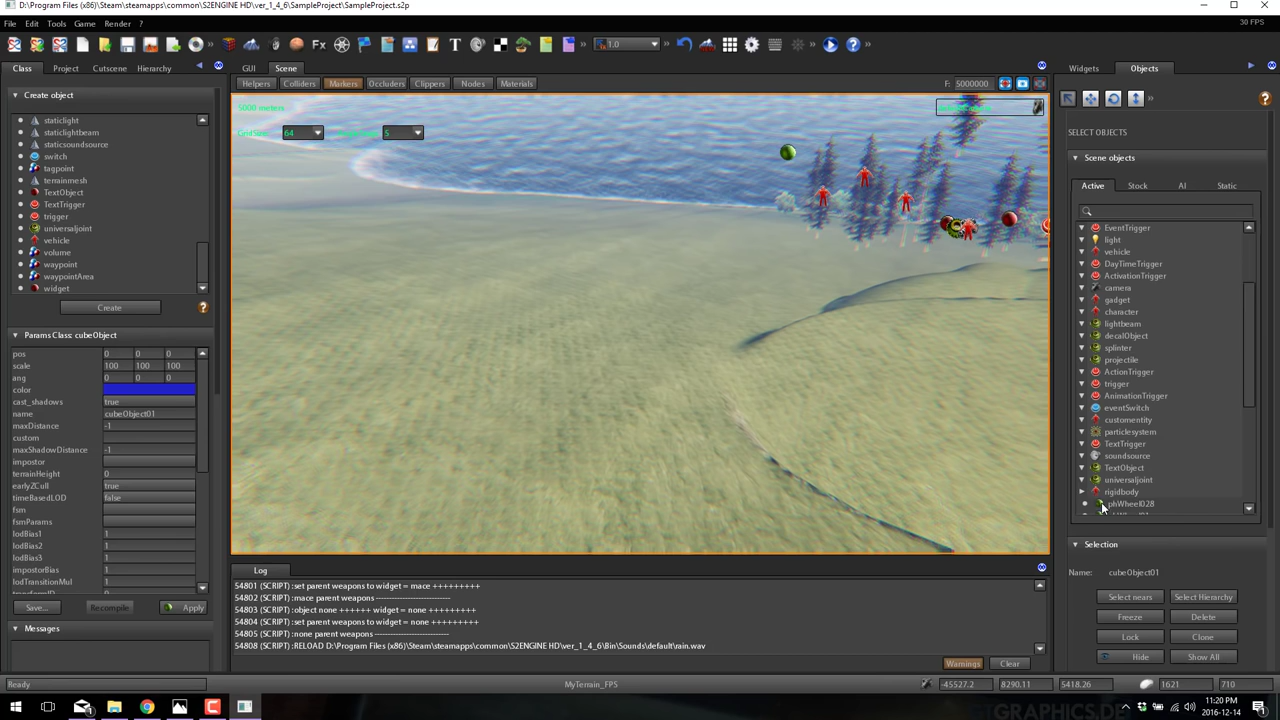 D:\Program Files (x86)\Steam\steamapps\common\S2ENGINE HD\ver_1_4_6\SampleProject\SampleProject.s2p
File Edit Tools Game Render ?
30 FPS
Fx T 1.0
Class Project Cutscene Hierarchy
GUI Scene
Widgets Objects
Helpers Colliders Markers Occluders Clippers Nodes Materials
F: 5000000
Create object
staticlight
staticlightbeam
staticsoundsource
switch
tagpoint
terrainmesh
TextObject
TextTrigger
trigger
universaljoint
vehicle
volume
waypoint
waypointArea
widget
Create
Params Class: cubeObject
pos 0 0 0
scale 100 100 100
ang 0 0 0
color
cast_shadows true
name cubeObject01
maxDistance -1
custom
maxShadowDistance -1
impostor
terrainHeight 0
earlyZCull true
timeBasedLOD false
fsm
fsmParams
lodBias1 1
lodBias2 1
lodBias3 1
impostorBias 1
lodTransitionMul 1
Save... Recompile Apply
Messages
5000 meters
GridSize: 64
5
Log
54801 (SCRIPT) :set parent weapons to widget = mace +++++++++
54802 (SCRIPT) :mace parent weapons --------------------------
54803 (SCRIPT) :object none ++++++ widget = none +++++++++
54804 (SCRIPT) :set parent weapons to widget = none +++++++++
54805 (SCRIPT) :none parent weapons --------------------------
54808 (SCRIPT) :RELOAD D:\Program Files (x86)\Steam\steamapps\common\S2ENGINE HD\ver_1_4_6\Bin\Sounds\default\rain.wav
Warnings Clear
SELECT OBJECTS
Scene objects
Active Stock AI Static
EventTrigger
light
vehicle
DayTimeTrigger
ActivationTrigger
camera
gadget
character
lightbeam
decalObject
splinter
projectile
ActionTrigger
trigger
AnimationTrigger
eventSwitch
customentity
particlesystem
TextTrigger
soundsource
TextObject
universaljoint
rigidbody
phWheel028
Selection
Name: cubeObject01
Select nears Select Hierarchy
Freeze Delete
Lock Clone
Hide Show All
Ready
MyTerrain_FPS
-45527.2 8290.11 5418.26 1621 710
11:20 PM
2016-12-14